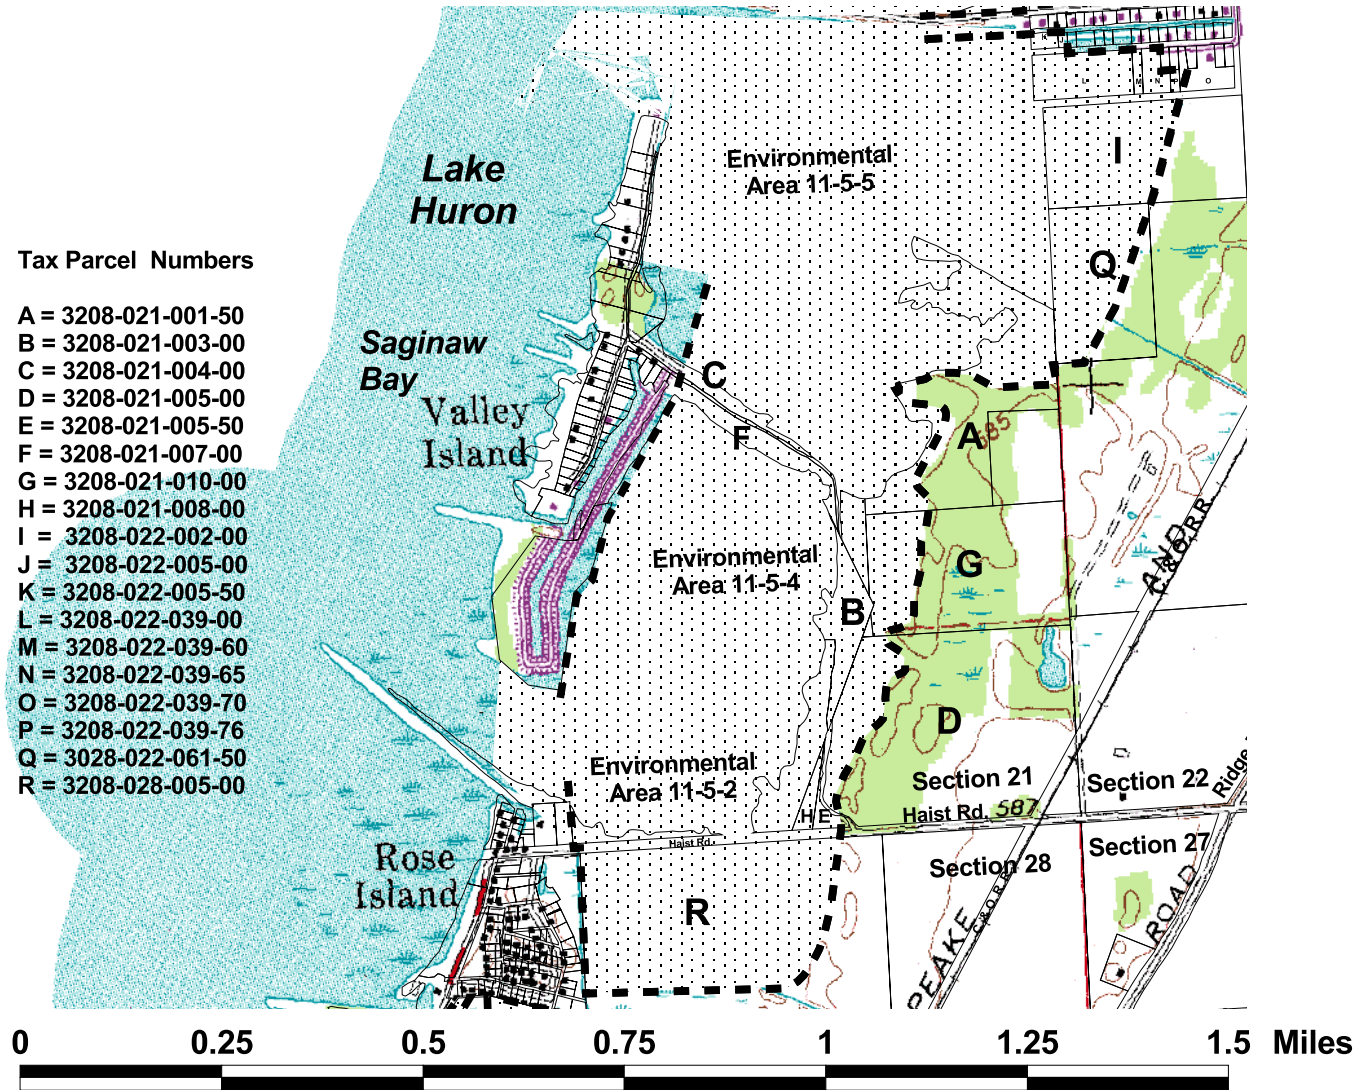 K J
L M N P O
I
Environmental
Area 11-5-5
Lake
Huron
Q
Tax Parcel Numbers
A = 3208-021-001-50
B = 3208-021-003-00
C = 3208-021-004-00
D = 3208-021-005-00
E = 3208-021-005-50
F = 3208-021-007-00
G = 3208-021-010-00
H = 3208-021-008-00
I = 3208-022-002-00
J = 3208-022-005-00
K = 3208-022-005-50
L = 3208-022-039-00
M = 3208-022-039-60
N = 3208-022-039-65
O = 3208-022-039-70
P = 3208-022-039-76
Q = 3028-022-061-50
R = 3208-028-005-00
Saginaw
Bay
Valley
Island
C
F
A
585
Environmental
Area 11-5-4
G
B
AND
C.&O.R.R.
D
Environmental
Area 11-5-2
Section 21
Section 22
Ridge
H E
Haist Rd.
587
Haist Rd.
Rose
Island
Section 28
Section 27
R
PEAKE
C.&O.R.R.
ROAD
0 0.25 0.5 0.75 1 1.25 1.5 Miles